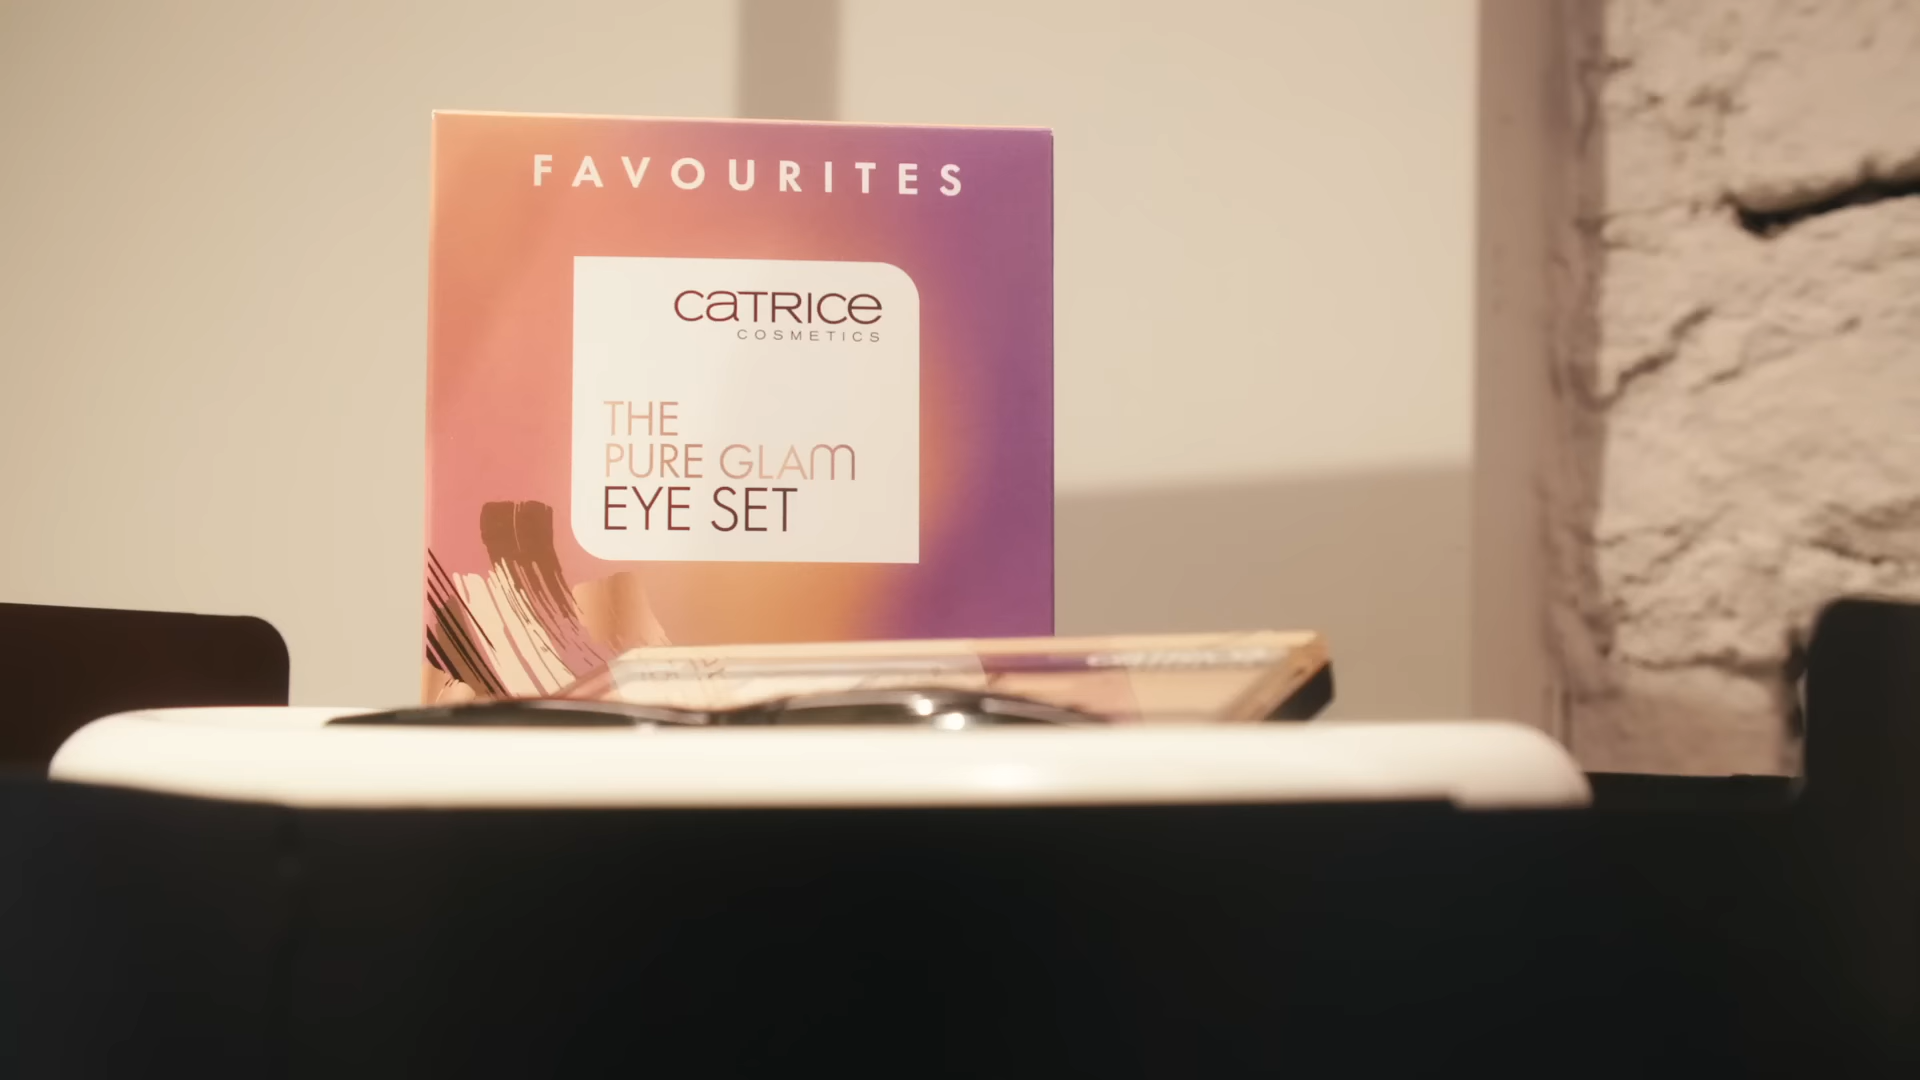 FAVOURITES
CATRICE
COSMETICS
THE
PURE GLAM
EYE SET